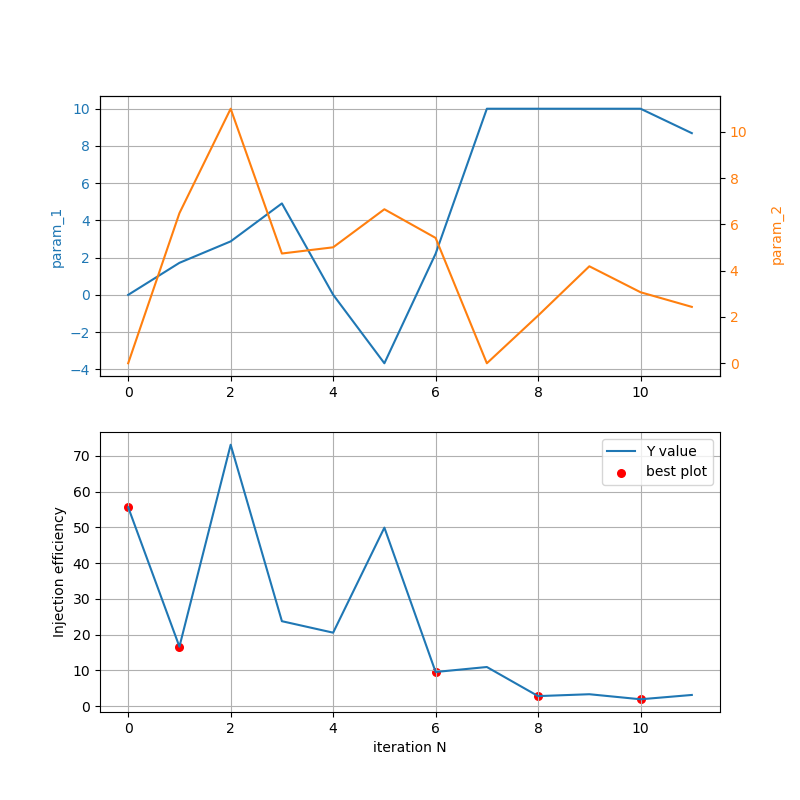 10
8
6
4
2
0
−2
−4
param_1
10
8
6
4
2
0
param_2
0 2 4 6 8 10
70
60
50
40
30
20
10
0
Injection efficiency
Y value
best plot
0 2 4 6 8 10
iteration N